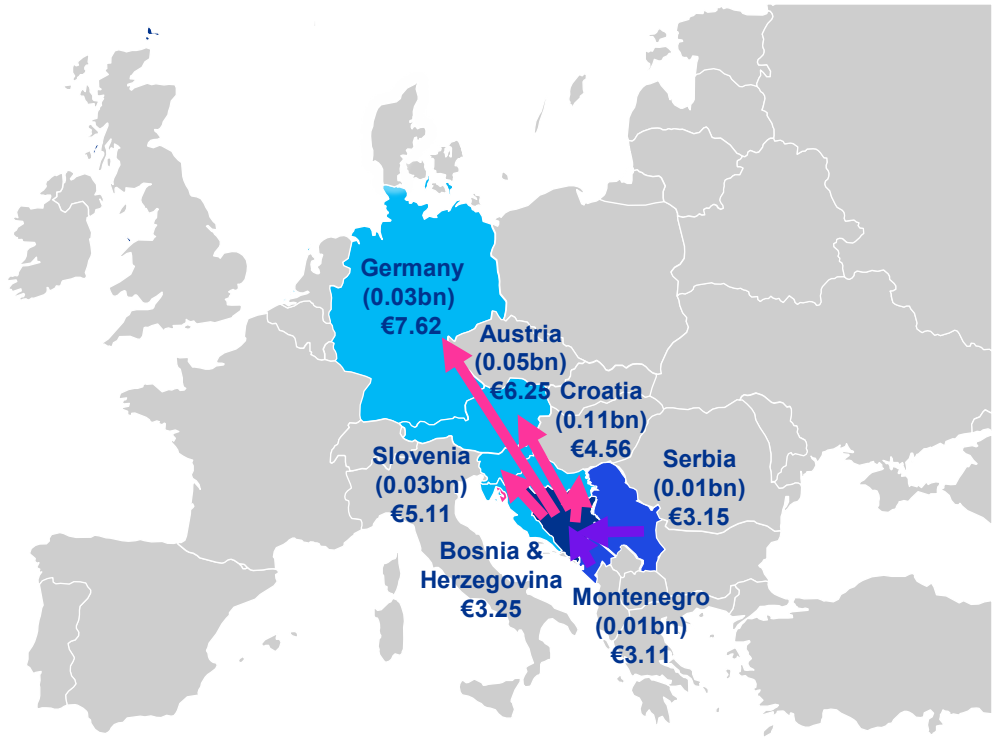 Germany
(0.03bn)
€7.62
Austria
(0.05bn)
€6.25
Croatia
(0.11bn)
€4.56
Slovenia
(0.03bn)
€5.11
Serbia
(0.01bn)
€3.15
Bosnia &
Herzegovina
€3.25
Montenegro
(0.01bn)
€3.11